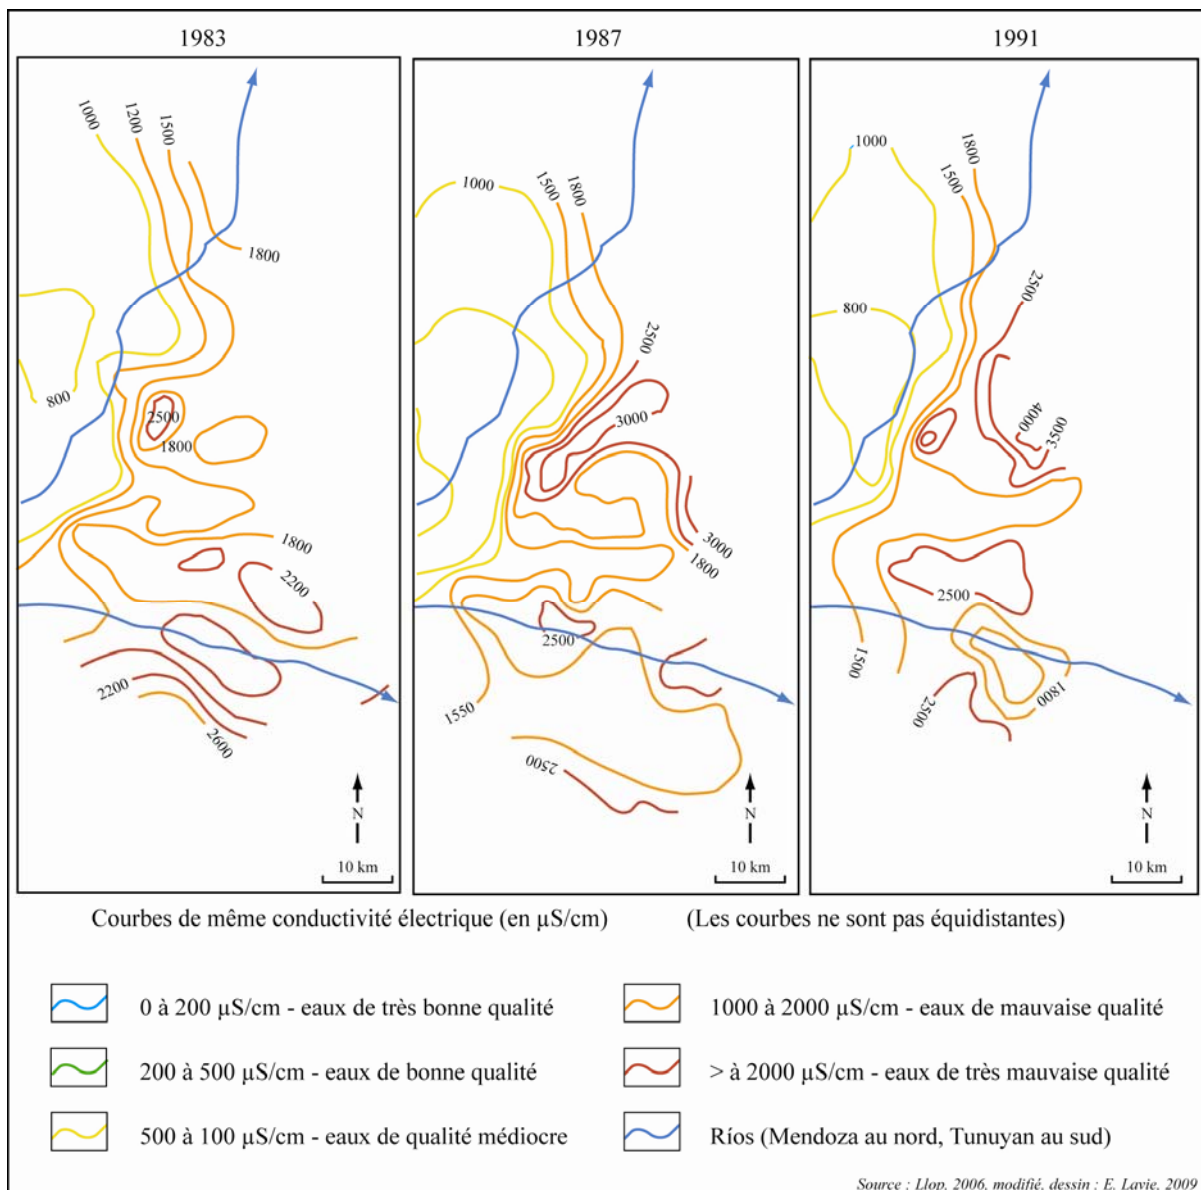 1983
1000
1200
1500
1800
800
2500
1800
1800
2200
2200
2600
N
10 km
1987
1000
1500
1800
2500
3000
3000
1800
2500
1550
2500
N
10 km
1991
1000
1800
1500
2500
800
4000
3500
2500
1500
1800
2500
N
10 km
Courbes de même conductivité électrique (en µS/cm) (Les courbes ne sont pas équidistantes)
0 à 200 µS/cm - eaux de très bonne qualité
200 à 500 µS/cm - eaux de bonne qualité
500 à 100 µS/cm - eaux de qualité médiocre
1000 à 2000 µS/cm - eaux de mauvaise qualité
> à 2000 µS/cm - eaux de très mauvaise qualité
Ríos (Mendoza au nord, Tunuyan au sud)
Source : Llop, 2006, modifié, dessin : E. Lavie, 2009